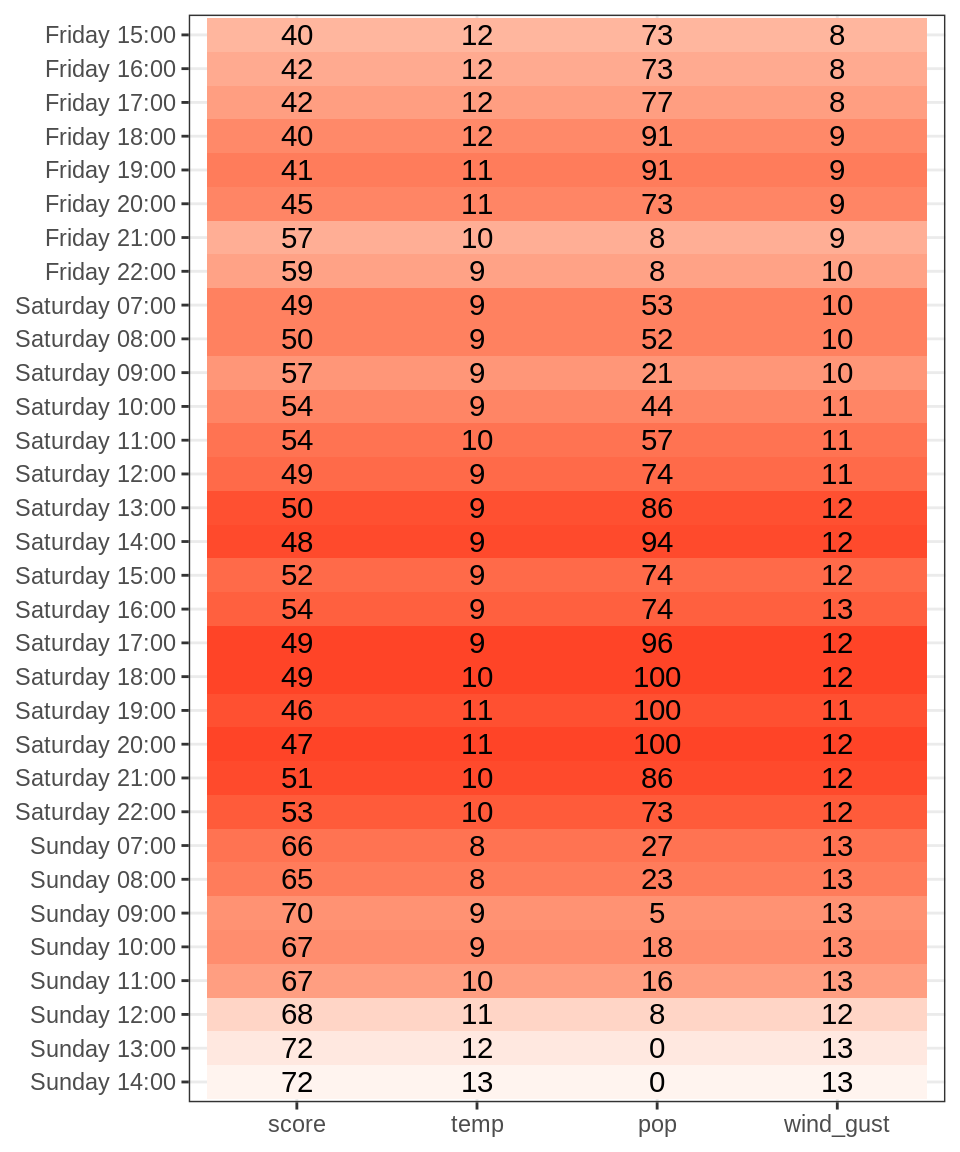 Friday 15:00 40 12 73 8
Friday 16:00 42 12 73 8
Friday 17:00 42 12 77 8
Friday 18:00 40 12 91 9
Friday 19:00 41 11 91 9
Friday 20:00 45 11 73 9
Friday 21:00 57 10 8 9
Friday 22:00 59 9 8 10
Saturday 07:00 49 9 53 10
Saturday 08:00 50 9 52 10
Saturday 09:00 57 9 21 10
Saturday 10:00 54 9 44 11
Saturday 11:00 54 10 57 11
Saturday 12:00 49 9 74 11
Saturday 13:00 50 9 86 12
Saturday 14:00 48 9 94 12
Saturday 15:00 52 9 74 12
Saturday 16:00 54 9 74 13
Saturday 17:00 49 9 96 12
Saturday 18:00 49 10 100 12
Saturday 19:00 46 11 100 11
Saturday 20:00 47 11 100 12
Saturday 21:00 51 10 86 12
Saturday 22:00 53 10 73 12
Sunday 07:00 66 8 27 13
Sunday 08:00 65 8 23 13
Sunday 09:00 70 9 5 13
Sunday 10:00 67 9 18 13
Sunday 11:00 67 10 16 13
Sunday 12:00 68 11 8 12
Sunday 13:00 72 12 0 13
Sunday 14:00 72 13 0 13
score temp pop wind_gust